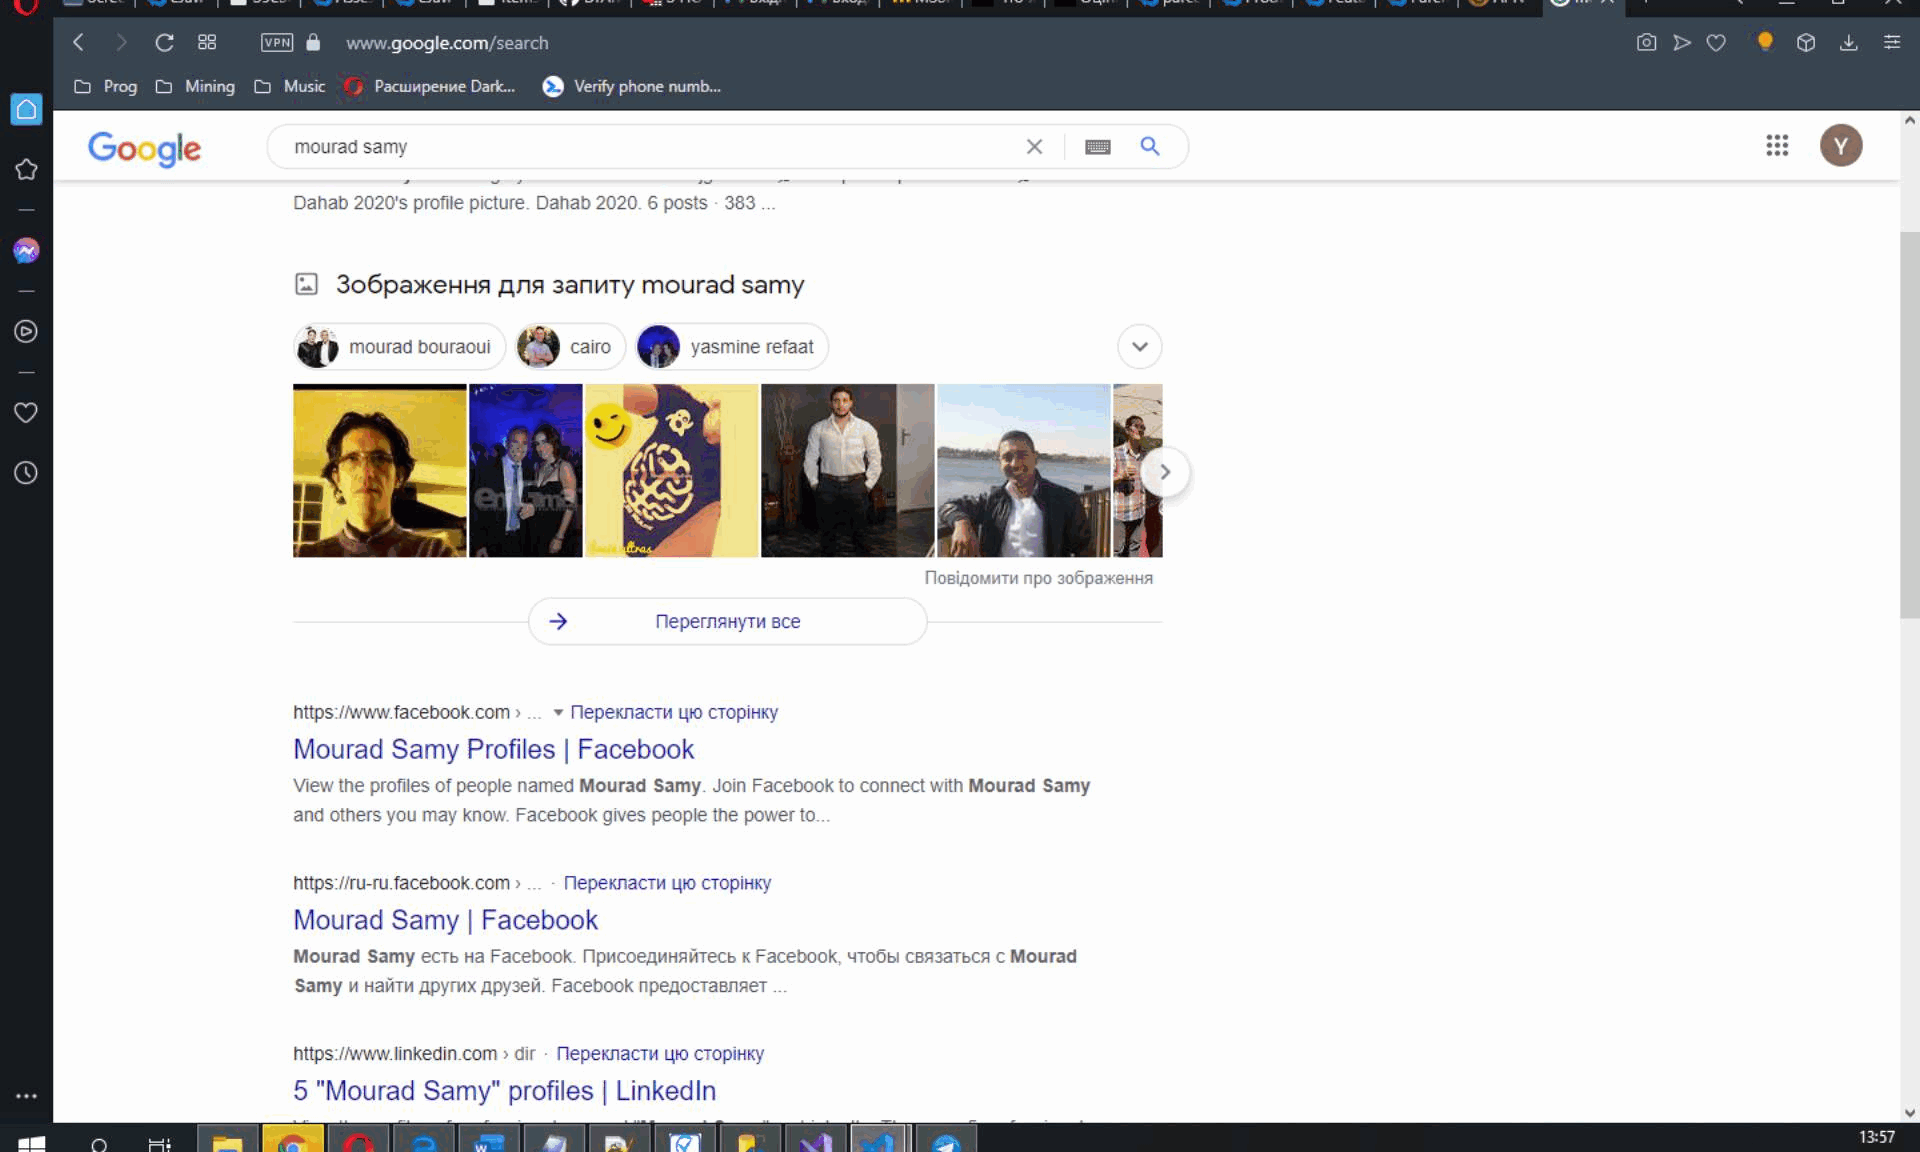 VPN
www.google.com/search
Prog
Mining
Music
Расширение Dark...
Verify phone numb...
Google
mourad samy
Y
Dahab 2020's profile picture. Dahab 2020. 6 posts · 383 ...
Зображення для запиту mourad samy
mourad bouraoui
cairo
yasmine refaat
Повідомити про зображення
Переглянути все
https://www.facebook.com › ... Перекласти цю сторінку
Mourad Samy Profiles | Facebook
View the profiles of people named Mourad Samy. Join Facebook to connect with Mourad Samy
and others you may know. Facebook gives people the power to...
https://ru-ru.facebook.com › ... · Перекласти цю сторінку
Mourad Samy | Facebook
Mourad Samy есть на Facebook. Присоединяйтесь к Facebook, чтобы связаться с Mourad
Samy и найти других друзей. Facebook предоставляет ...
https://www.linkedin.com › dir · Перекласти цю сторінку
5 "Mourad Samy" profiles | LinkedIn
13:57